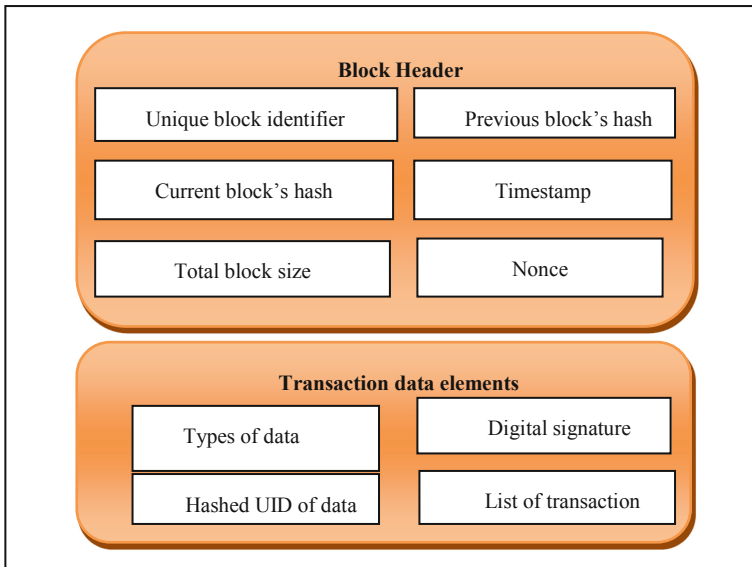 Block Header
Unique block identifier
Previous block’s hash
Current block’s hash
Timestamp
Total block size
Nonce
Transaction data elements
Types of data
Digital signature
Hashed UID of data
List of transaction